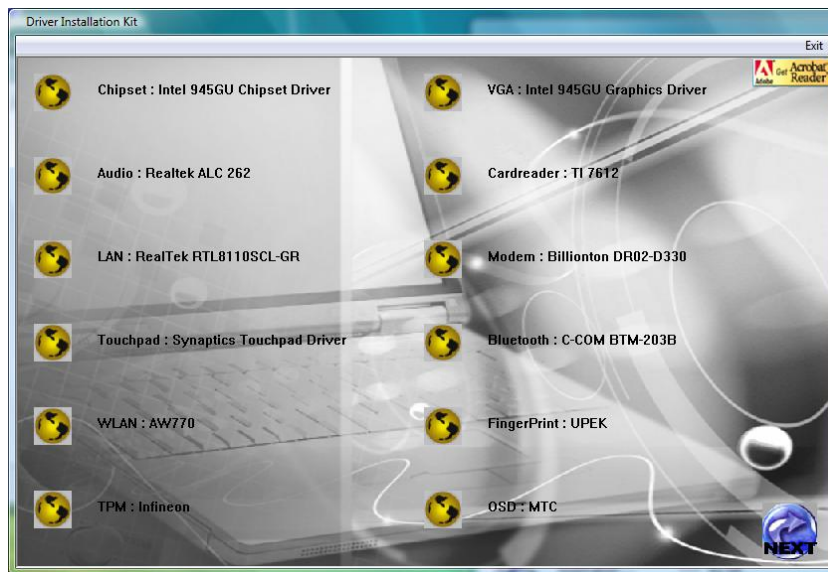 Driver Installation Kit
Exit
Adobe
Get Acrobat
Reader
Chipset : Intel 945GU Chipset Driver
VGA : Intel 945GU Graphics Driver
Audio : Realtek ALC 262
Cardreader : TI 7612
LAN : RealTek RTL8110SCL-GR
Modem : Billionton DR02-D330
Touchpad : Synaptics Touchpad Driver
Bluetooth : C-COM BTM-203B
WLAN : AW770
FingerPrint : UPEK
TPM : Infineon
OSD : MTC
NEXT